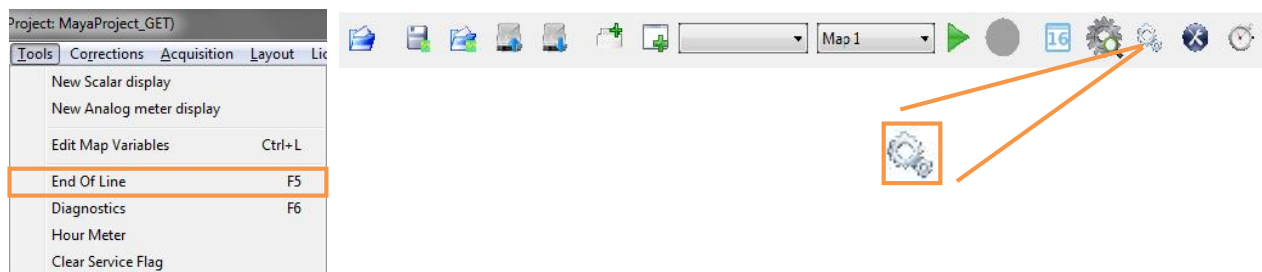 Project: MayaProject_GET)
Tools Corrections Acquisition Layout Lic
New Scalar display
New Analog meter display
Edit Map Variables Ctrl+L
End Of Line F5
Diagnostics F6
Hour Meter
Clear Service Flag
Map 1
16